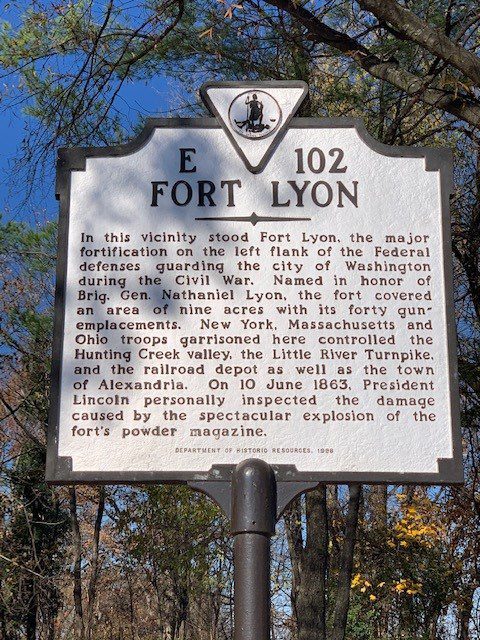 E 102
FORT LYON
In this vicinity stood Fort Lyon, the major
fortification on the left flank of the Federal
defenses guarding the city of Washington
during the Civil War. Named in honor of
Brig. Gen. Nathaniel Lyon, the fort covered
an area of nine acres with its forty gun-
emplacements. New York, Massachusetts and
Ohio troops garrisoned here controlled the
Hunting Creek valley, the Little River Turnpike,
and the railroad depot as well as the town
of Alexandria. On 10 June 1863, President
Lincoln personally inspected the damage
caused by the spectacular explosion of the
fort's powder magazine.
DEPARTMENT OF HISTORIC RESOURCES,